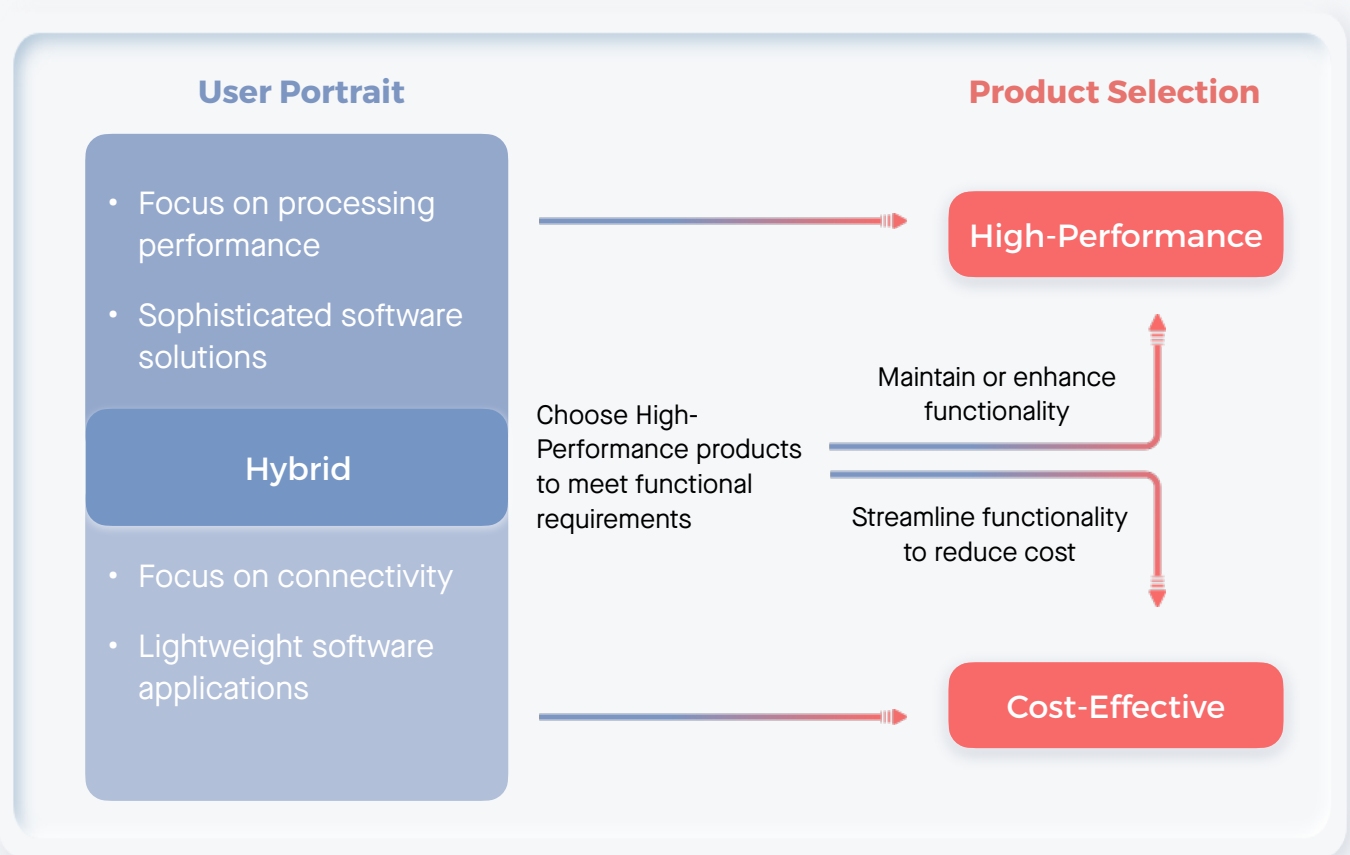 User Portrait
Product Selection
• Focus on processing
performance
• Sophisticated software
solutions
High-Performance
Hybrid
Choose High-
Performance products
to meet functional
requirements
Maintain or enhance
functionality
Streamline functionality
to reduce cost
• Focus on connectivity
• Lightweight software
applications
Cost-Effective